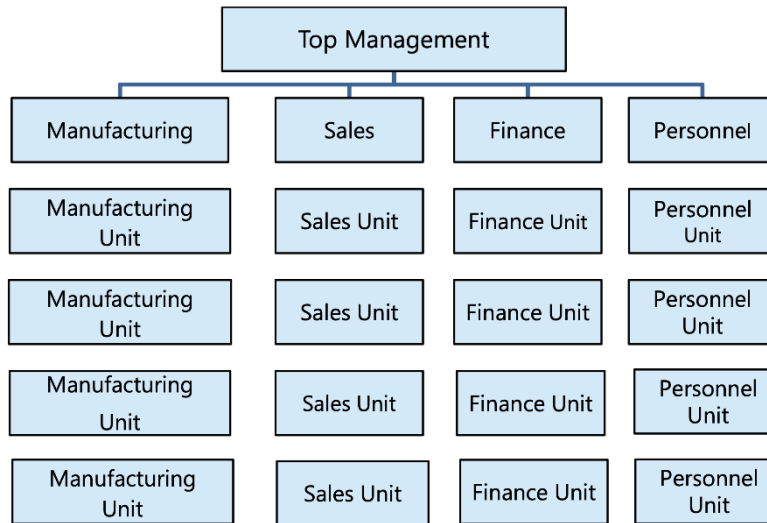 Top Management
Manufacturing
Sales
Finance
Personnel
Manufacturing
Unit
Sales Unit
Finance Unit
Personnel
Unit
Manufacturing
Unit
Sales Unit
Finance Unit
Personnel
Unit
Manufacturing
Unit
Sales Unit
Finance Unit
Personnel
Unit
Manufacturing
Unit
Sales Unit
Finance Unit
Personnel
Unit